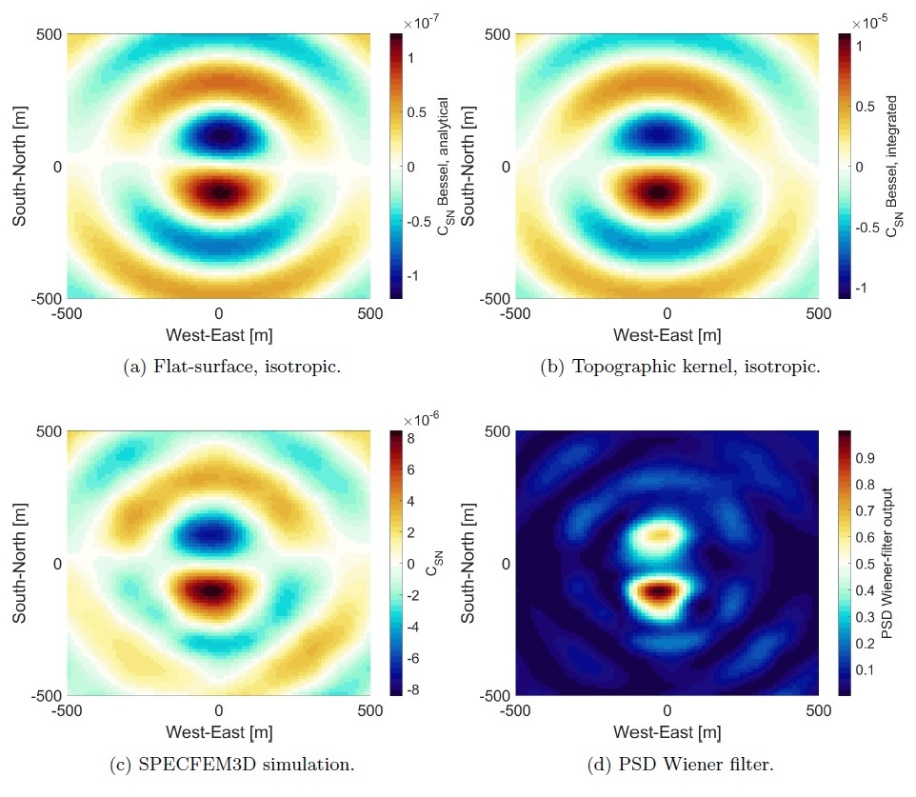 ×10⁻⁷
500
0
-500
South-North [m]
-500 0 500
West-East [m]
1
0.5
0
-0.5
-1
C_SN Bessel, analytical
(a) Flat-surface, isotropic.
×10⁻⁵
500
0
-500
South-North [m]
-500 0 500
West-East [m]
1
0.5
0
-0.5
-1
C_SN Bessel, integrated
(b) Topographic kernel, isotropic.
×10⁻⁶
500
0
-500
South-North [m]
-500 0 500
West-East [m]
8
6
4
2
0
-2
-4
-6
-8
C_SN
(c) SPECFEM3D simulation.
500
0
-500
South-North [m]
-500 0 500
West-East [m]
0.9
0.8
0.7
0.6
0.5
0.4
0.3
0.2
0.1
PSD Wiener-filter output
(d) PSD Wiener filter.